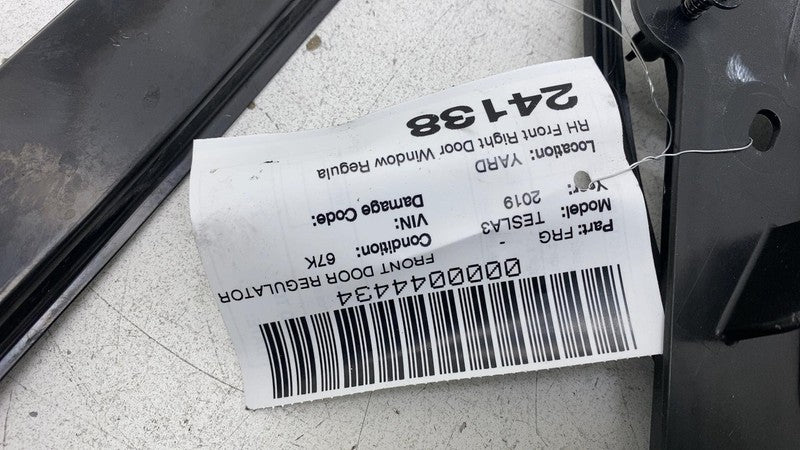 0000044434
FRONT DOOR REGULATOR
Part: FRG - Condition: 67K
Model: TESLA3 VIN:
Year: 2019 Damage Code:
Location: YARD
RH Front Right Door Window Regula
24138